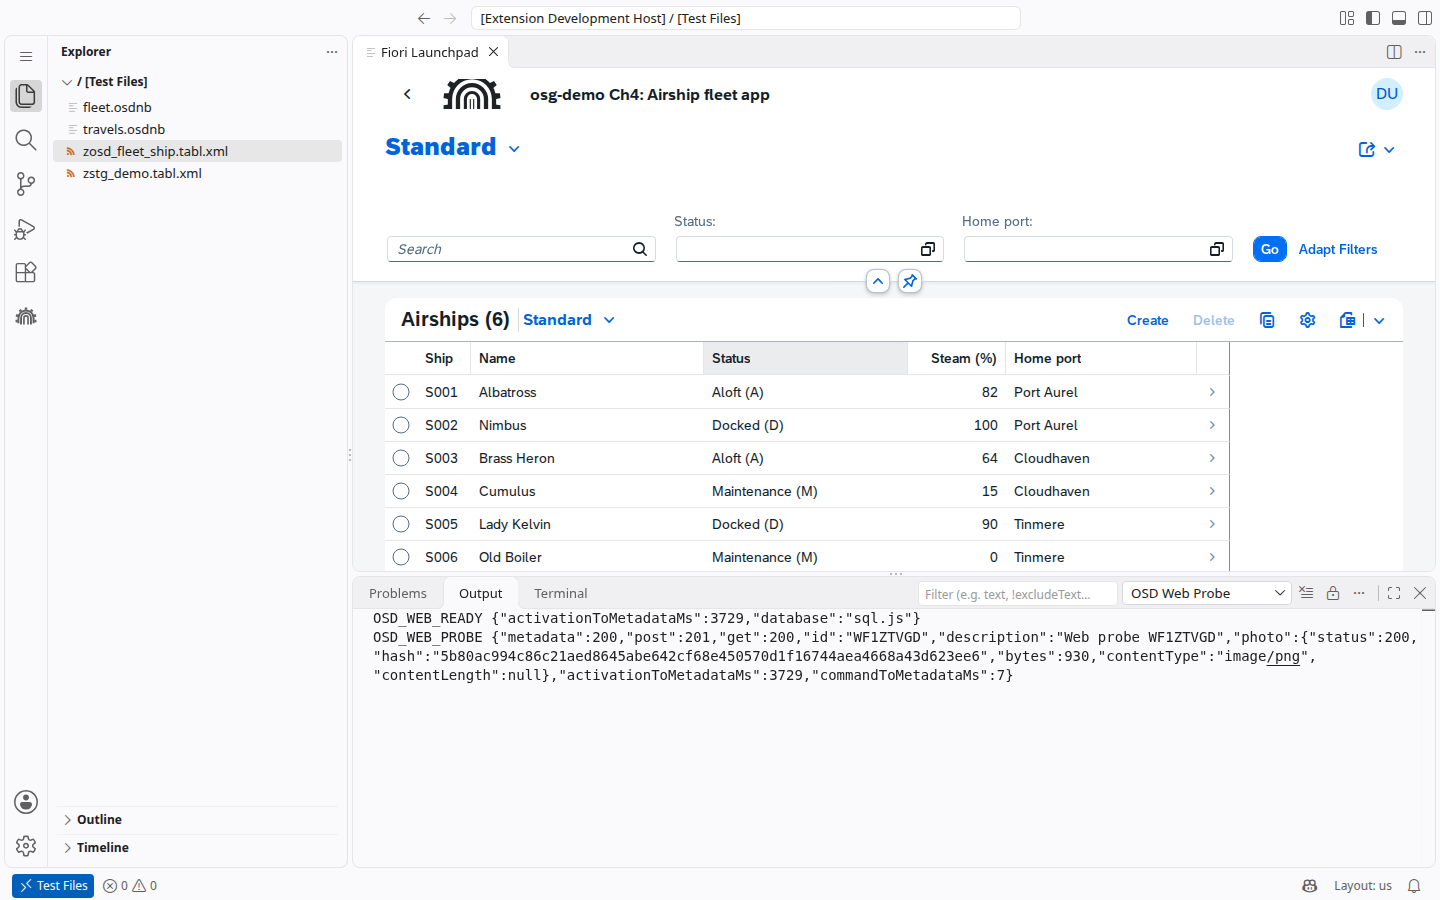 [Extension Development Host] / [Test Files]
Explorer
/ [Test Files]
fleet.osdnb
travels.osdnb
zosd_fleet_ship.tabl.xml
zstg_demo.tabl.xml
Outline
Timeline
Fiori Launchpad
osg-demo Ch4: Airship fleet app
DU
Standard
Status:
Home port:
Search
Go
Adapt Filters
Airships (6)
Standard
Create
Delete
Ship Name Status Steam (%) Home port
S001 Albatross Aloft (A) 82 Port Aurel
S002 Nimbus Docked (D) 100 Port Aurel
S003 Brass Heron Aloft (A) 64 Cloudhaven
S004 Cumulus Maintenance (M) 15 Cloudhaven
S005 Lady Kelvin Docked (D) 90 Tinmere
S006 Old Boiler Maintenance (M) 0 Tinmere
Problems Output Terminal
Filter (e.g. text, !excludeText...
OSD Web Probe
OSD_WEB_READY {"activationToMetadataMs":3729,"database":"sql.js"}
OSD_WEB_PROBE {"metadata":200,"post":201,"get":200,"id":"WF1ZTVGD","description":"Web probe WF1ZTVGD","photo":{"status":200,
"hash":"5b80ac994c86c21aed8645abe642cf68e450570d1f16744aea4668a43d623ee6","bytes":930,"contentType":"image/png",
"contentLength":null},"activationToMetadataMs":3729,"commandToMetadataMs":7}
Test Files
0
0
Layout: us